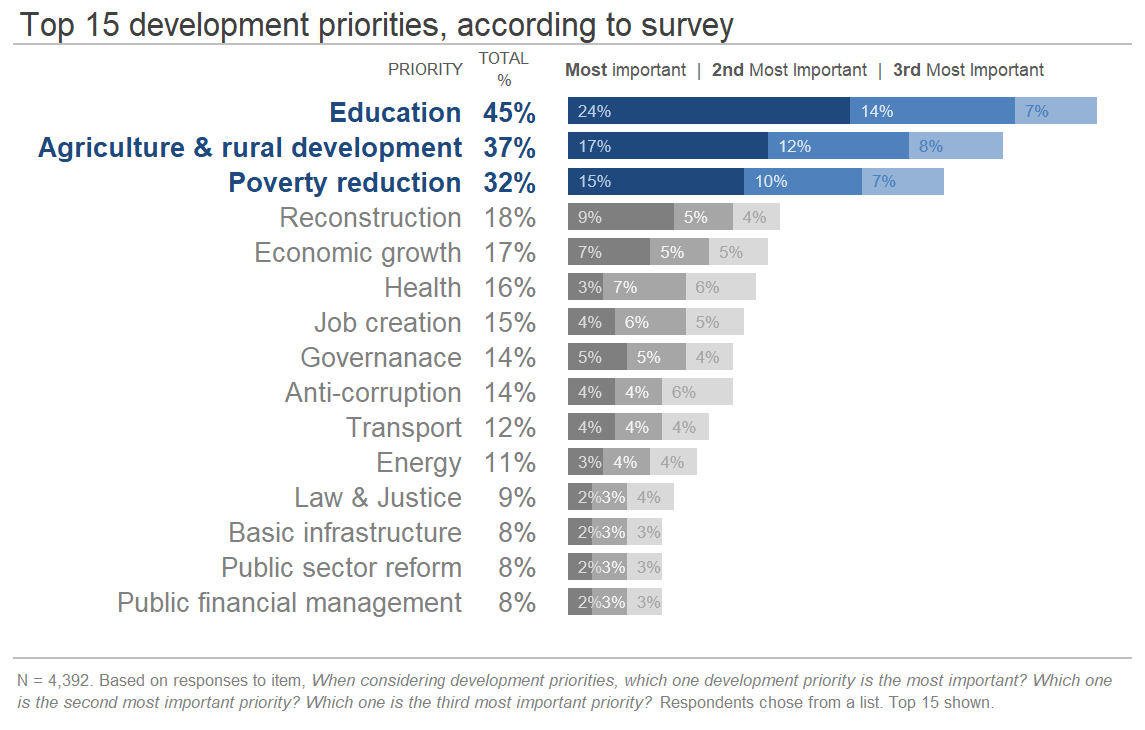 Top 15 development priorities, according to survey
PRIORITY TOTAL % Most important | 2nd Most Important | 3rd Most Important
Education 45% 24% 14% 7%
Agriculture & rural development 37% 17% 12% 8%
Poverty reduction 32% 15% 10% 7%
Reconstruction 18% 9% 5% 4%
Economic growth 17% 7% 5% 5%
Health 16% 3% 7% 6%
Job creation 15% 4% 6% 5%
Governanace 14% 5% 5% 4%
Anti-corruption 14% 4% 4% 6%
Transport 12% 4% 4% 4%
Energy 11% 3% 4% 4%
Law & Justice 9% 2% 3% 4%
Basic infrastructure 8% 2% 3% 3%
Public sector reform 8% 2% 3% 3%
Public financial management 8% 2% 3% 3%
N = 4,392. Based on responses to item, When considering development priorities, which one development priority is the most important? Which one
is the second most important priority? Which one is the third most important priority? Respondents chose from a list. Top 15 shown.